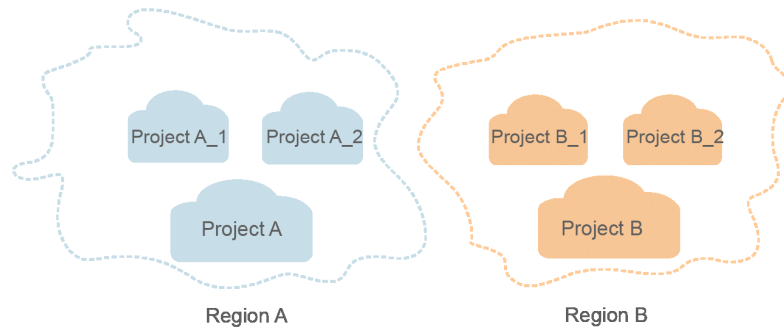 Project A_1
Project A_2
Project A
Region A
Project B_1
Project B_2
Project B
Region B